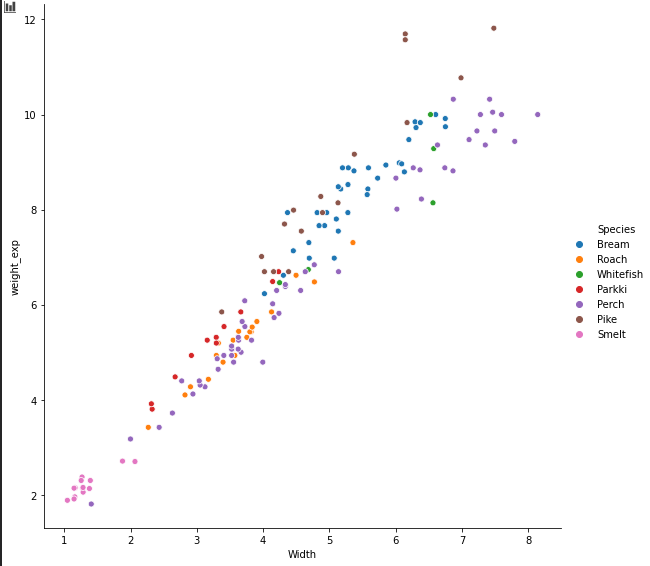 12
10
8
6
4
2
weight_exp
1 2 3 4 5 6 7 8
Width
Species
Bream
Roach
Whitefish
Parkki
Perch
Pike
Smelt